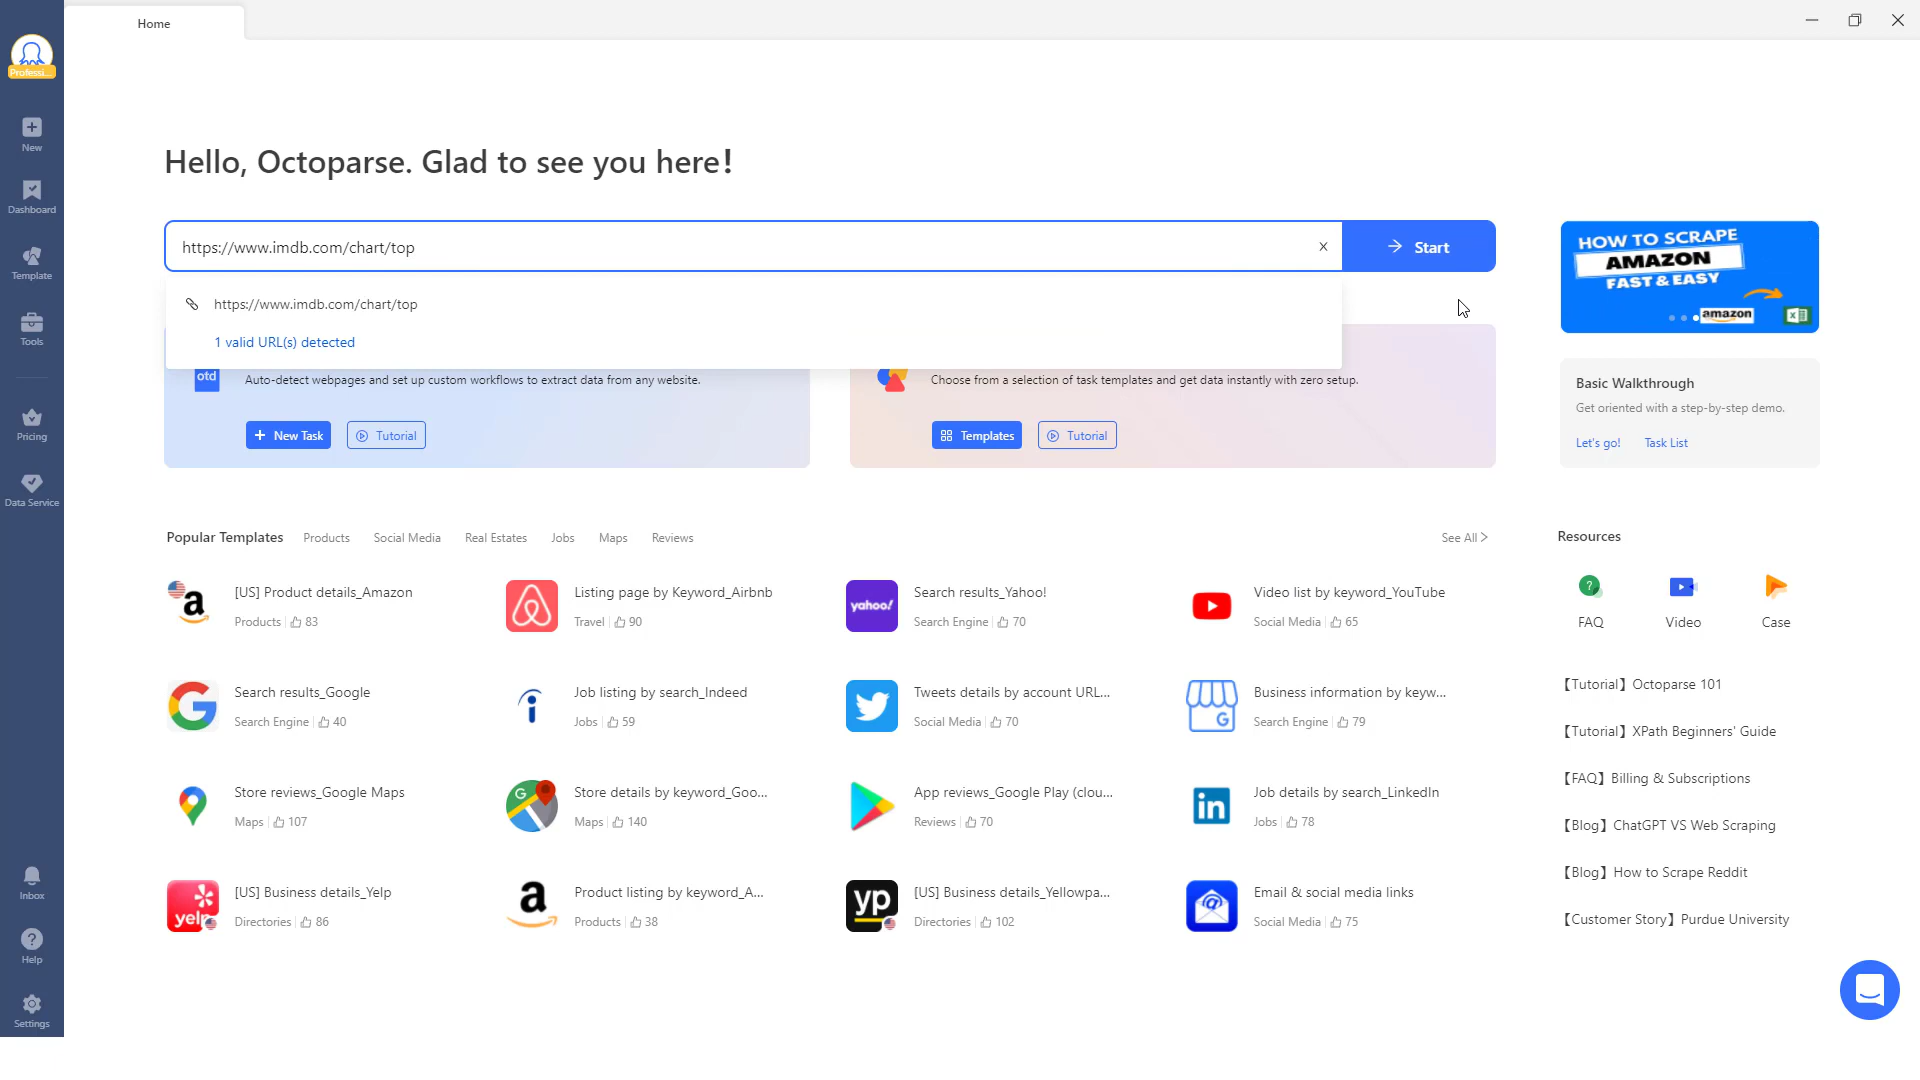 Home
Professi...
New
Dashboard
Template
Tools
Pricing
Data Service
Inbox
Help
Settings
Hello, Octoparse. Glad to see you here!
https://www.imdb.com/chart/top
Start
https://www.imdb.com/chart/top
1 valid URL(s) detected
otd
Auto-detect webpages and set up custom workflows to extract data from any website.
New Task
Tutorial
Choose from a selection of task templates and get data instantly with zero setup.
Templates
Tutorial
HOW TO SCRAPE
AMAZON
FAST & EASY
amazon
Basic Walkthrough
Get oriented with a step-by-step demo.
Let's go! Task List
Popular Templates Products Social Media Real Estates Jobs Maps Reviews See All >
[US] Product details_Amazon
Products 83
Listing page by Keyword_Airbnb
Travel 90
yahoo!
Search results_Yahoo!
Search Engine 70
Video list by keyword_YouTube
Social Media 65
Search results_Google
Search Engine 40
Job listing by search_Indeed
Jobs 59
Tweets details by account URL...
Social Media 70
G
Business information by keyw...
Search Engine 79
Store reviews_Google Maps
Maps 107
G
Store details by keyword_Goo...
Maps 140
App reviews_Google Play (clou...
Reviews 70
in
Job details by search_LinkedIn
Jobs 78
yelp
[US] Business details_Yelp
Directories 86
a
Product listing by keyword_A...
Products 38
yp
[US] Business details_Yellowpa...
Directories 102
@
Email & social media links
Social Media 75
Resources
FAQ
Video
Case
【Tutorial】Octoparse 101
【Tutorial】XPath Beginners' Guide
【FAQ】Billing & Subscriptions
【Blog】ChatGPT VS Web Scraping
【Blog】How to Scrape Reddit
【Customer Story】Purdue University